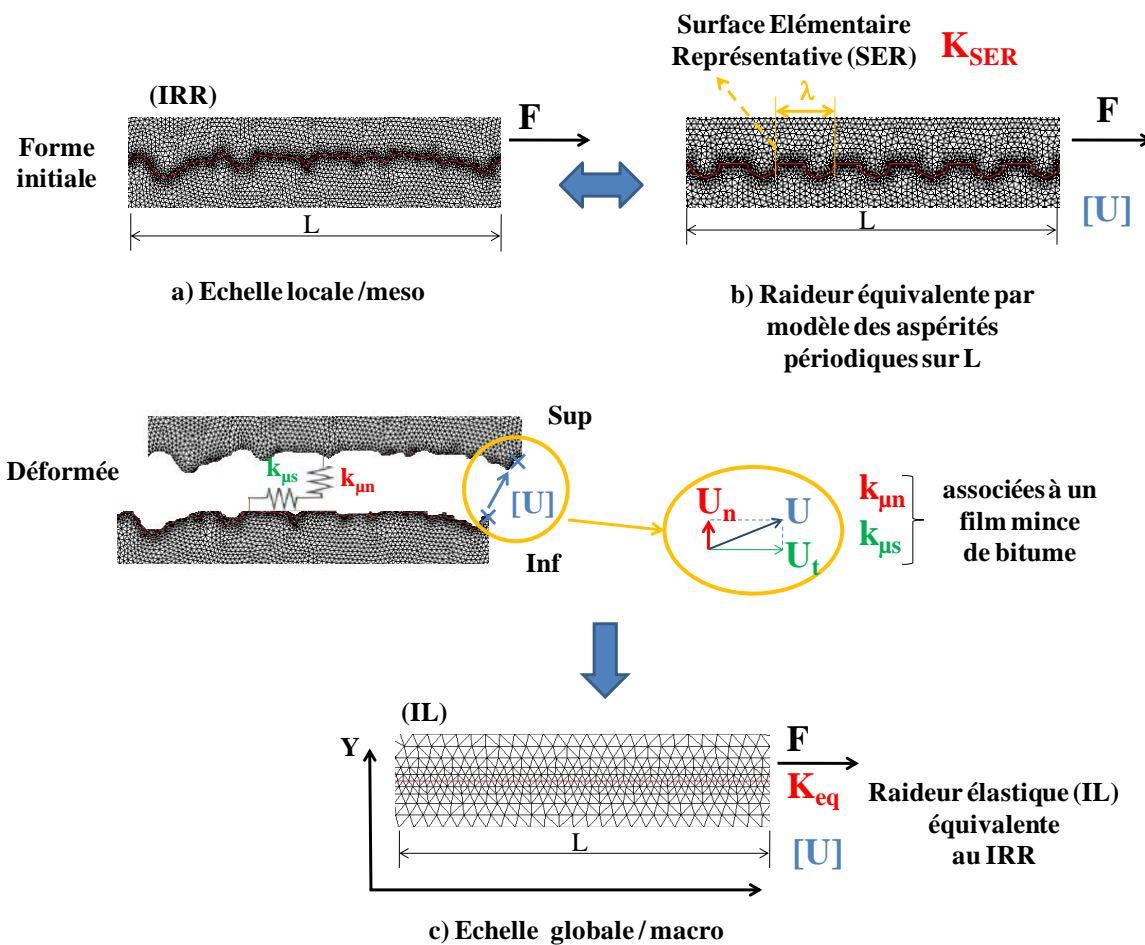 Surface Elémentaire
Représentative (SER)
K_SER
(IRR)
λ
F
F
Forme
initiale
[U]
L
L
a) Echelle locale /meso
b) Raideur équivalente par
modèle des aspérités
périodiques sur L
Sup
Déformée
kμs
kμn
[U]
Un
U
Ut
kμn
kμs
associées à un
film mince
de bitume
Inf
(IL)
Y
F
Keq
Raideur élastique (IL)
équivalente
au IRR
L
[U]
c) Echelle globale / macro